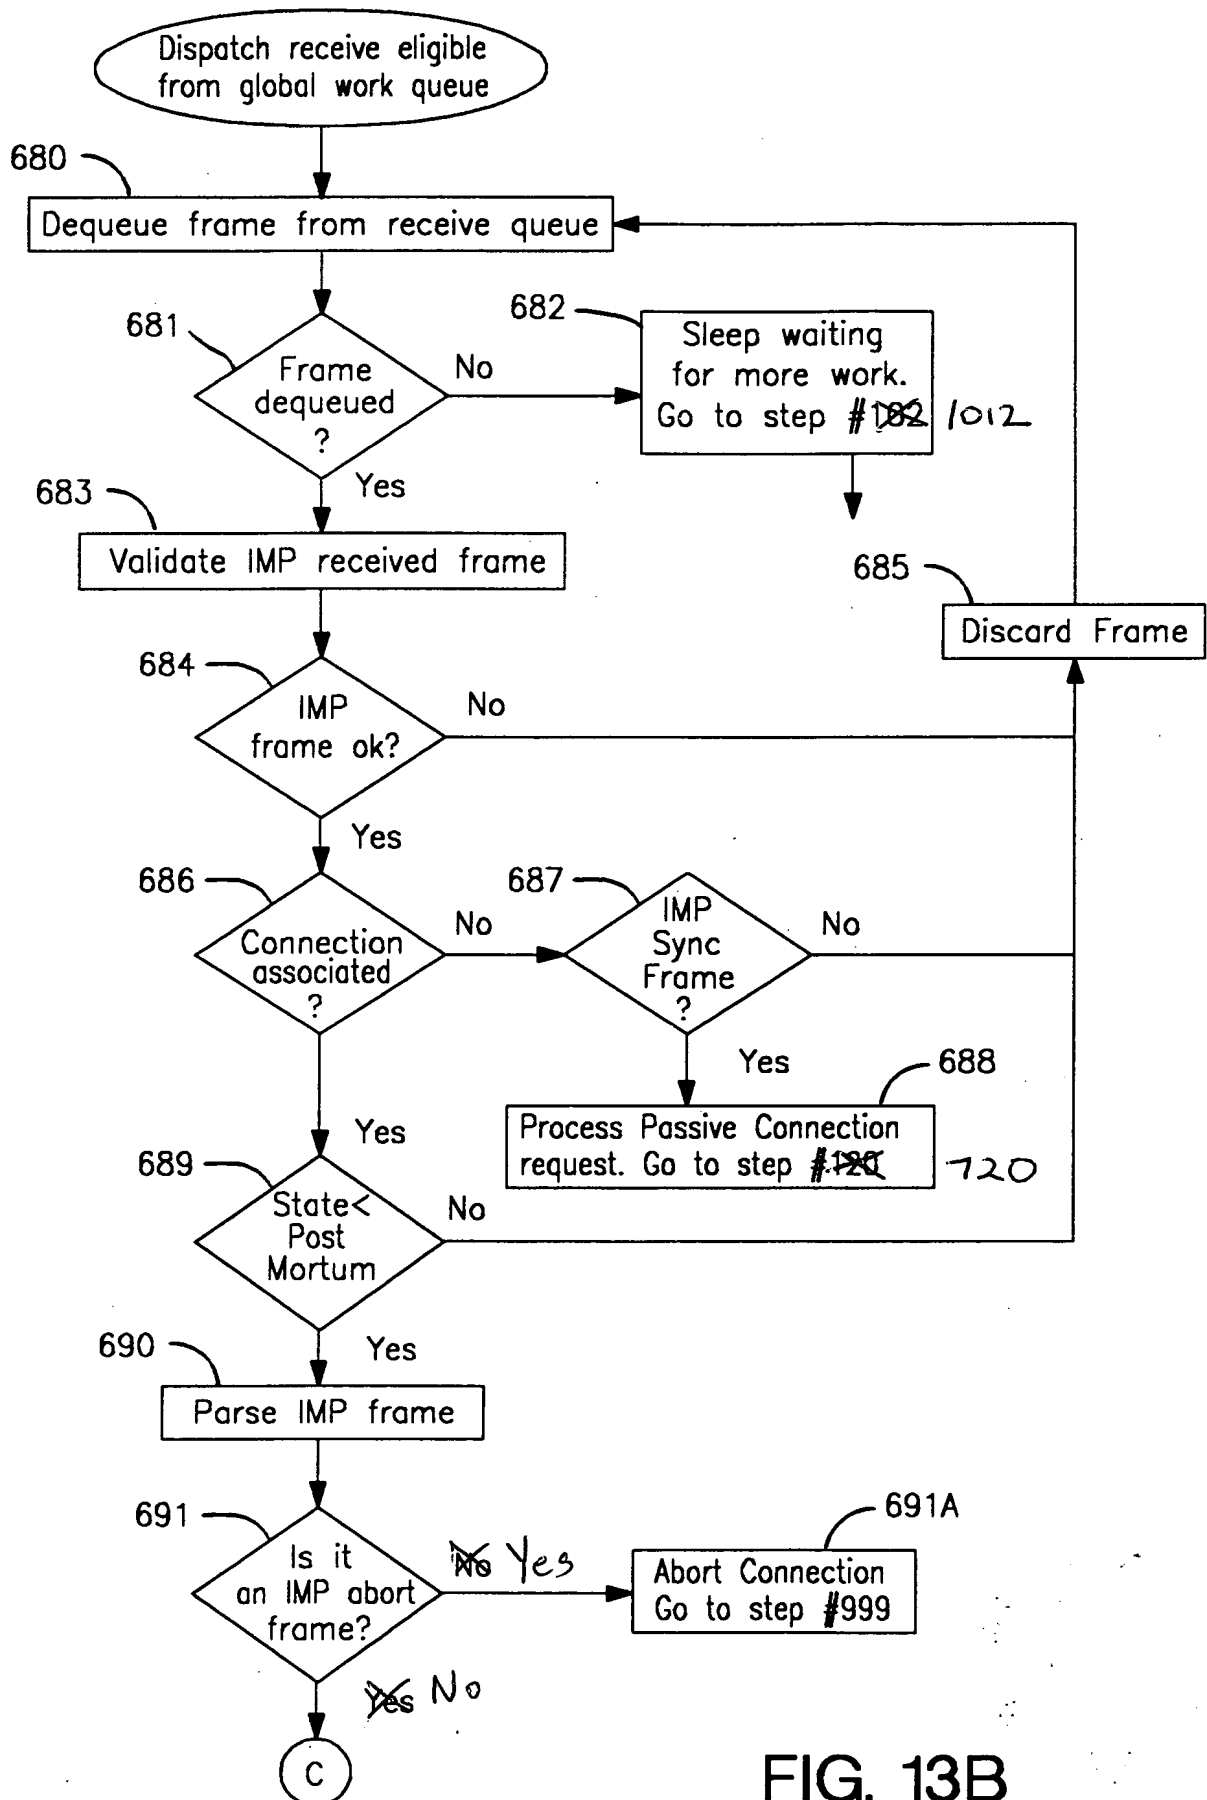 Dispatch receive eligible
from global work queue
680
Dequeue frame from receive queue
681
Frame
dequeued
?
No
682
Sleep waiting
for more work.
Go to step #182 1012
Yes
683
Validate IMP received frame
685
Discard Frame
684
IMP
frame ok?
No
Yes
686
Connection
associated
?
No
687
IMP
Sync
Frame
?
No
Yes
688
Process Passive Connection
request. Go to step #120 720
Yes
689
State<
Post
Mortum
No
Yes
690
Parse IMP frame
691
Is it
an IMP abort
frame?
No Yes
691A
Abort Connection
Go to step #999
Yes No
C
FIG. 13B